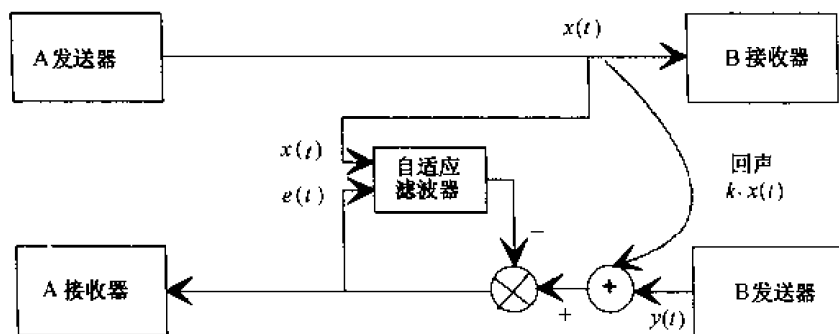 A发送器
x(t)
B接收器
x(t)
e(t)
自适应
滤波器
回声
k·x(t)
−
A接收器
+
+
y(t)
B发送器